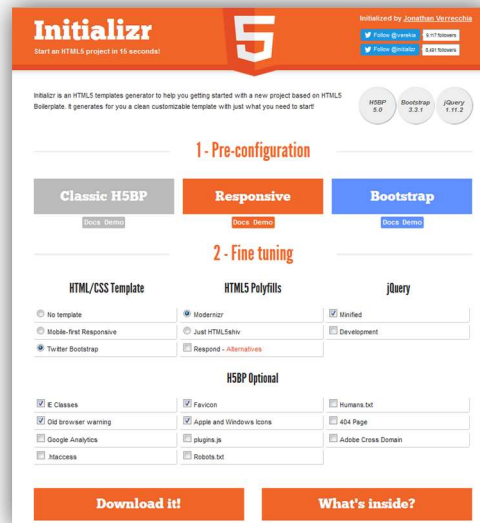 Initializr
Start an HTML5 project in 15 seconds!
Initialized by Jonathan Verrecchia
Follow @verekia 9,117 followers
Follow @initializr 5,481 followers
Initializr is an HTML5 templates generator to help you getting started with a new project based on HTML5
Boilerplate. It generates for you a clean customizable template with just what you need to start!
H5BP 5.0
Bootstrap 3.3.1
jQuery 1.11.2
1 - Pre-configuration
Classic H5BP
Responsive
Bootstrap
Docs Demo
Docs Demo
Docs Demo
2 - Fine tuning
HTML/CSS Template
HTML5 Polyfills
jQuery
No template
Modernizr
Minified
Mobile-first Responsive
Just HTML5shiv
Development
Twitter Bootstrap
Respond - Alternatives
H5BP Optional
IE Classes
Favicon
Humans.txt
Old browser warning
Apple and Windows Icons
404 Page
Google Analytics
plugins.js
Adobe Cross Domain
.htaccess
Robots.txt
Download it!
What's inside?